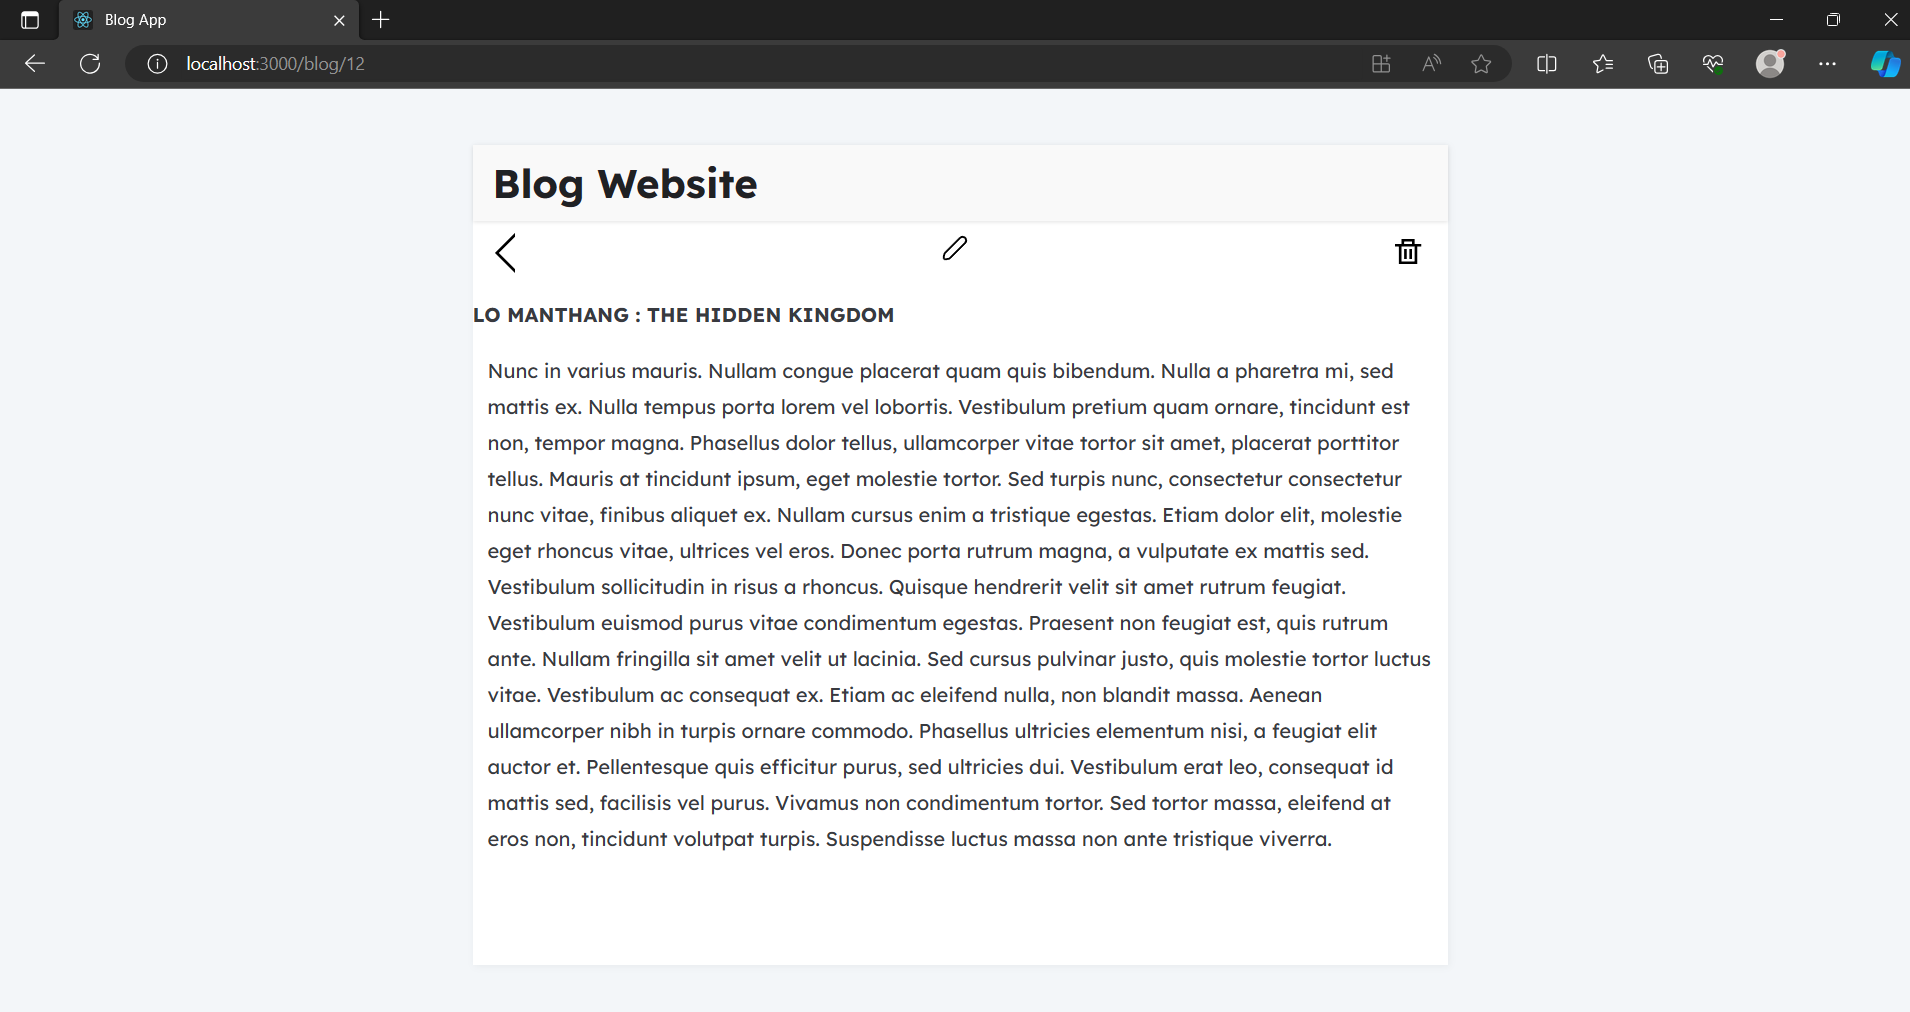 Blog App
localhost:3000/blog/12
Blog Website
LO MANTHANG : THE HIDDEN KINGDOM
Nunc in varius mauris. Nullam congue placerat quam quis bibendum. Nulla a pharetra mi, sed
mattis ex. Nulla tempus porta lorem vel lobortis. Vestibulum pretium quam ornare, tincidunt est
non, tempor magna. Phasellus dolor tellus, ullamcorper vitae tortor sit amet, placerat porttitor
tellus. Mauris at tincidunt ipsum, eget molestie tortor. Sed turpis nunc, consectetur consectetur
nunc vitae, finibus aliquet ex. Nullam cursus enim a tristique egestas. Etiam dolor elit, molestie
eget rhoncus vitae, ultrices vel eros. Donec porta rutrum magna, a vulputate ex mattis sed.
Vestibulum sollicitudin in risus a rhoncus. Quisque hendrerit velit sit amet rutrum feugiat.
Vestibulum euismod purus vitae condimentum egestas. Praesent non feugiat est, quis rutrum
ante. Nullam fringilla sit amet velit ut lacinia. Sed cursus pulvinar justo, quis molestie tortor luctus
vitae. Vestibulum ac consequat ex. Etiam ac eleifend nulla, non blandit massa. Aenean
ullamcorper nibh in turpis ornare commodo. Phasellus ultricies elementum nisi, a feugiat elit
auctor et. Pellentesque quis efficitur purus, sed ultricies dui. Vestibulum erat leo, consequat id
mattis sed, facilisis vel purus. Vivamus non condimentum tortor. Sed tortor massa, eleifend at
eros non, tincidunt volutpat turpis. Suspendisse luctus massa non ante tristique viverra.